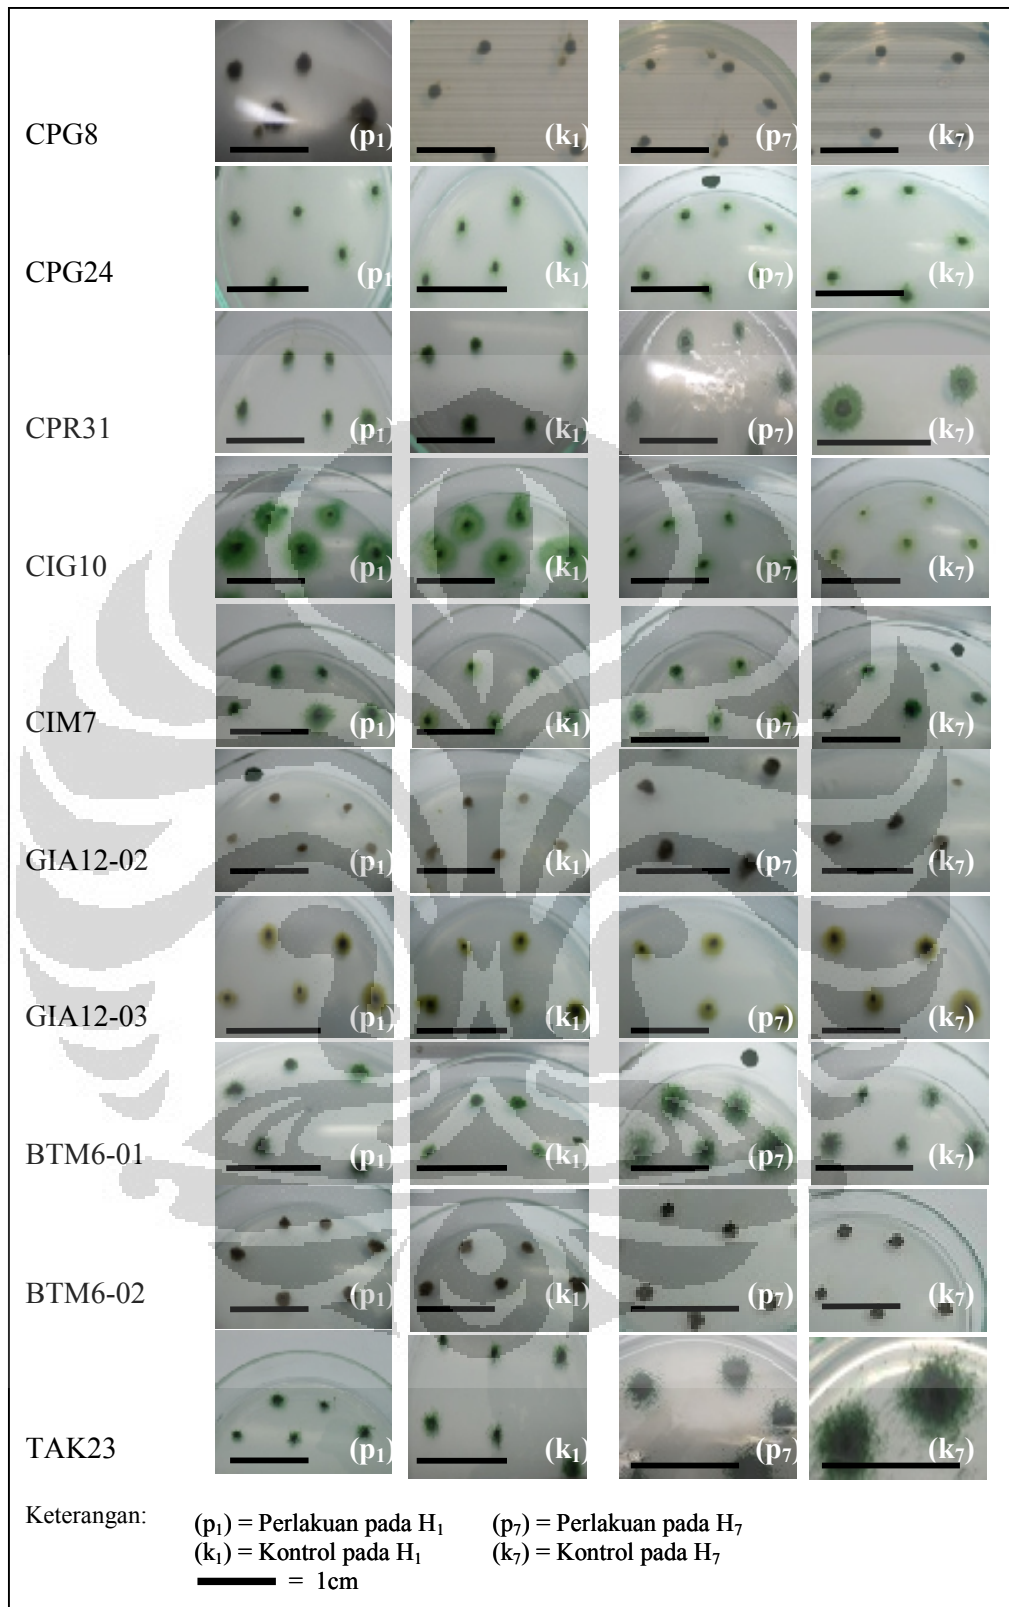 CPG8 (p₁) (k₁) (p₇) (k₇)
CPG24 (p₁ (k₁) (p₇) (k₇)
CPR31 (p₁) (k₁) (p₇) (k₇)
CIG10 (p₁) (k₁) (p₇) (k₇)
CIM7 (p₁) (k₁) (p₇) (k₇)
GIA12-02 (p₁) (k₁) (p₇) (k₇)
GIA12-03 (p₁) (k₁) (p₇) (k₇)
BTM6-01 (p₁) (k₁) (p₇) (k₇)
BTM6-02 (p₁) (k₁) (p₇) (k₇)
TAK23 (p₁) (k₁) (p₇) (k₇)
Keterangan: (p₁) = Perlakuan pada H₁ (p₇) = Perlakuan pada H₇
(k₁) = Kontrol pada H₁ (k₇) = Kontrol pada H₇
= 1cm